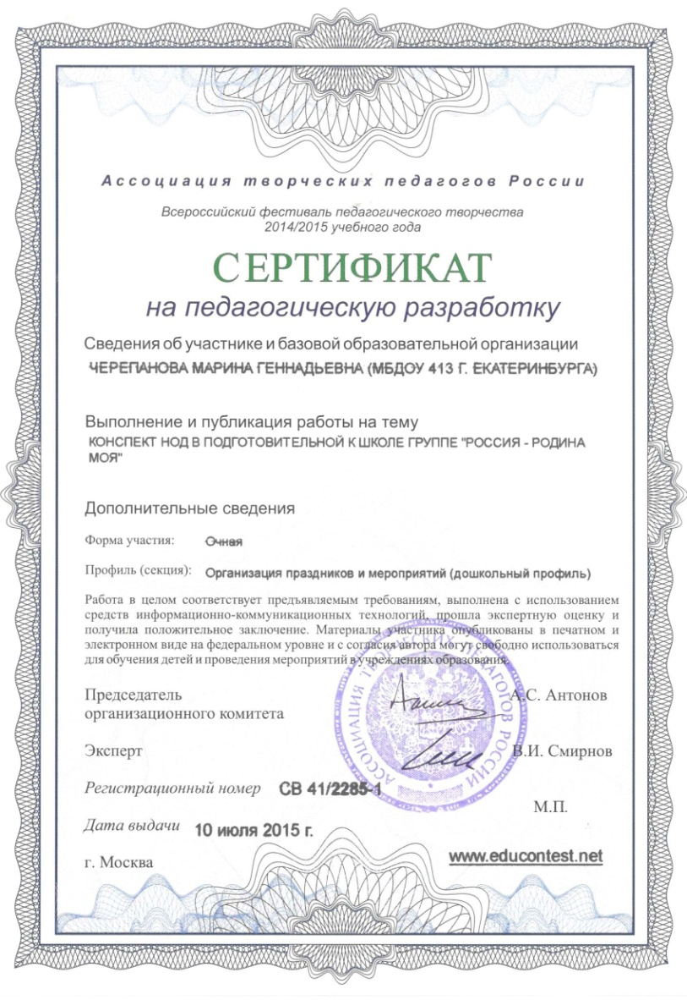 Ассоциация творческих педагогов России
Всероссийский фестиваль педагогического творчества
2014/2015 учебного года
СЕРТИФИКАТ
на педагогическую разработку
Сведения об участнике и базовой образовательной организации
ЧЕРЕПАНОВА МАРИНА ГЕННАДЬЕВНА (МБДОУ 413 Г. ЕКАТЕРИНБУРГА)
Выполнение и публикация работы на тему
КОНСПЕКТ НОД В ПОДГОТОВИТЕЛЬНОЙ К ШКОЛЕ ГРУППЕ "РОССИЯ - РОДИНА
МОЯ"
Дополнительные сведения
Форма участия: Очная
Профиль (секция): Организация праздников и мероприятий (дошкольный профиль)
Работа в целом соответствует предъявляемым требованиям, выполнена с использованием
средств информационно-коммуникационных технологий, прошла экспертную оценку и
получила положительное заключение. Материалы участника опубликованы в печатном и
электронном виде на федеральном уровне и с согласия автора могут свободно использоваться
для обучения детей и проведения мероприятий в учреждениях образования.
АССОЦИАЦИЯ ТВОРЧЕСКИХ ПЕДАГОГОВ РОССИИ
Председатель
организационного комитета А.С. Антонов
Эксперт В.И. Смирнов
Регистрационный номер СВ 41/2285-1
М.П.
Дата выдачи 10 июля 2015 г.
г. Москва www.educontest.net